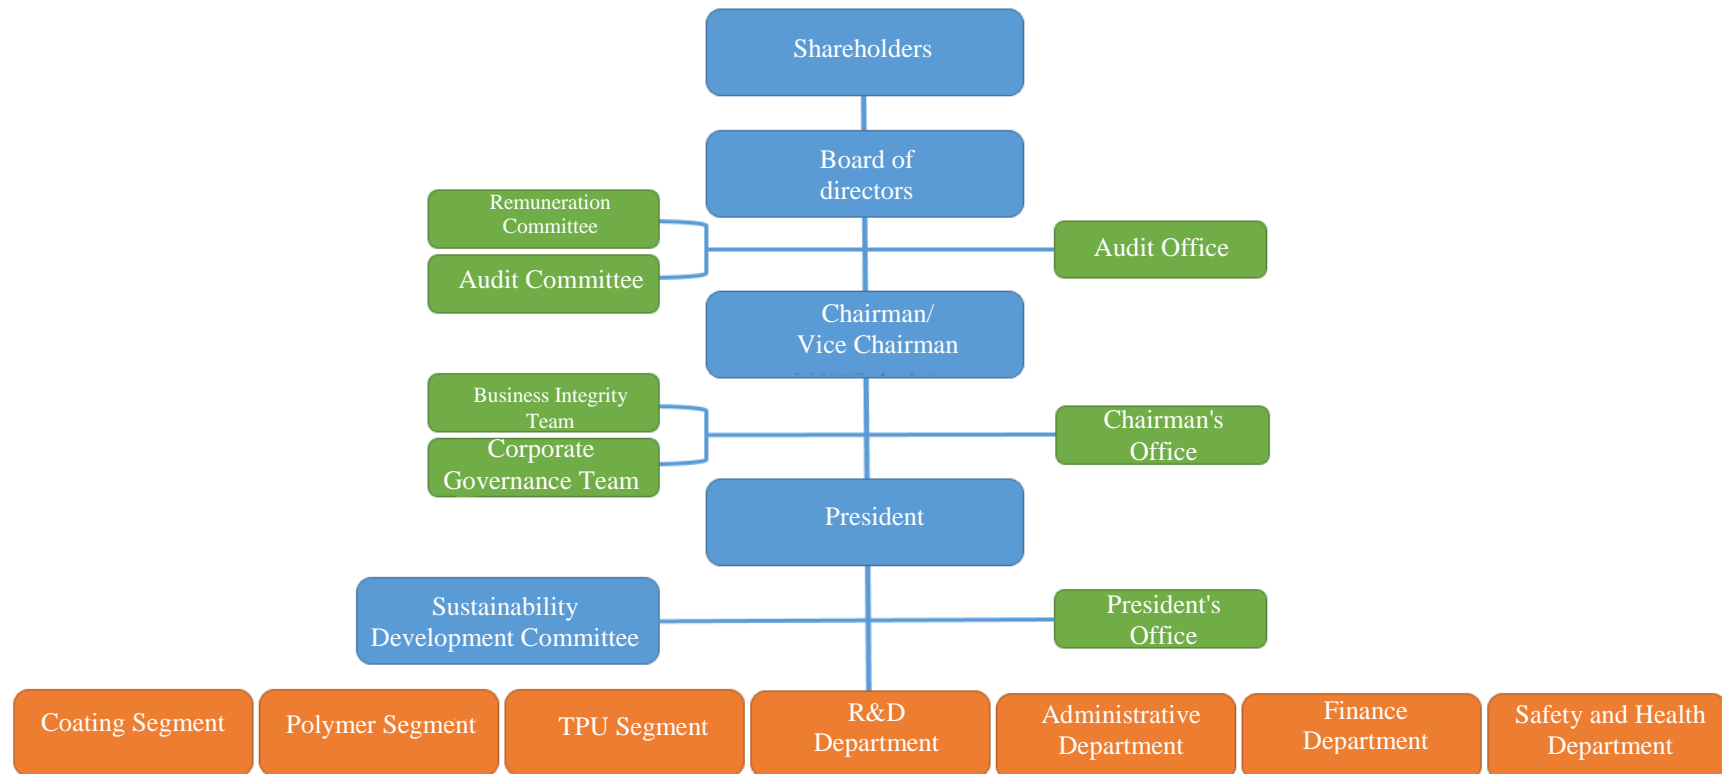 Shareholders
Board of
directors
Remuneration
Committee
Audit Committee
Audit Office
Chairman/
Vice Chairman
Business Integrity
Team
Corporate
Governance Team
Chairman's
Office
President
Sustainability
Development Committee
President's
Office
Coating Segment
Polymer Segment
TPU Segment
R&D
Department
Administrative
Department
Finance
Department
Safety and Health
Department